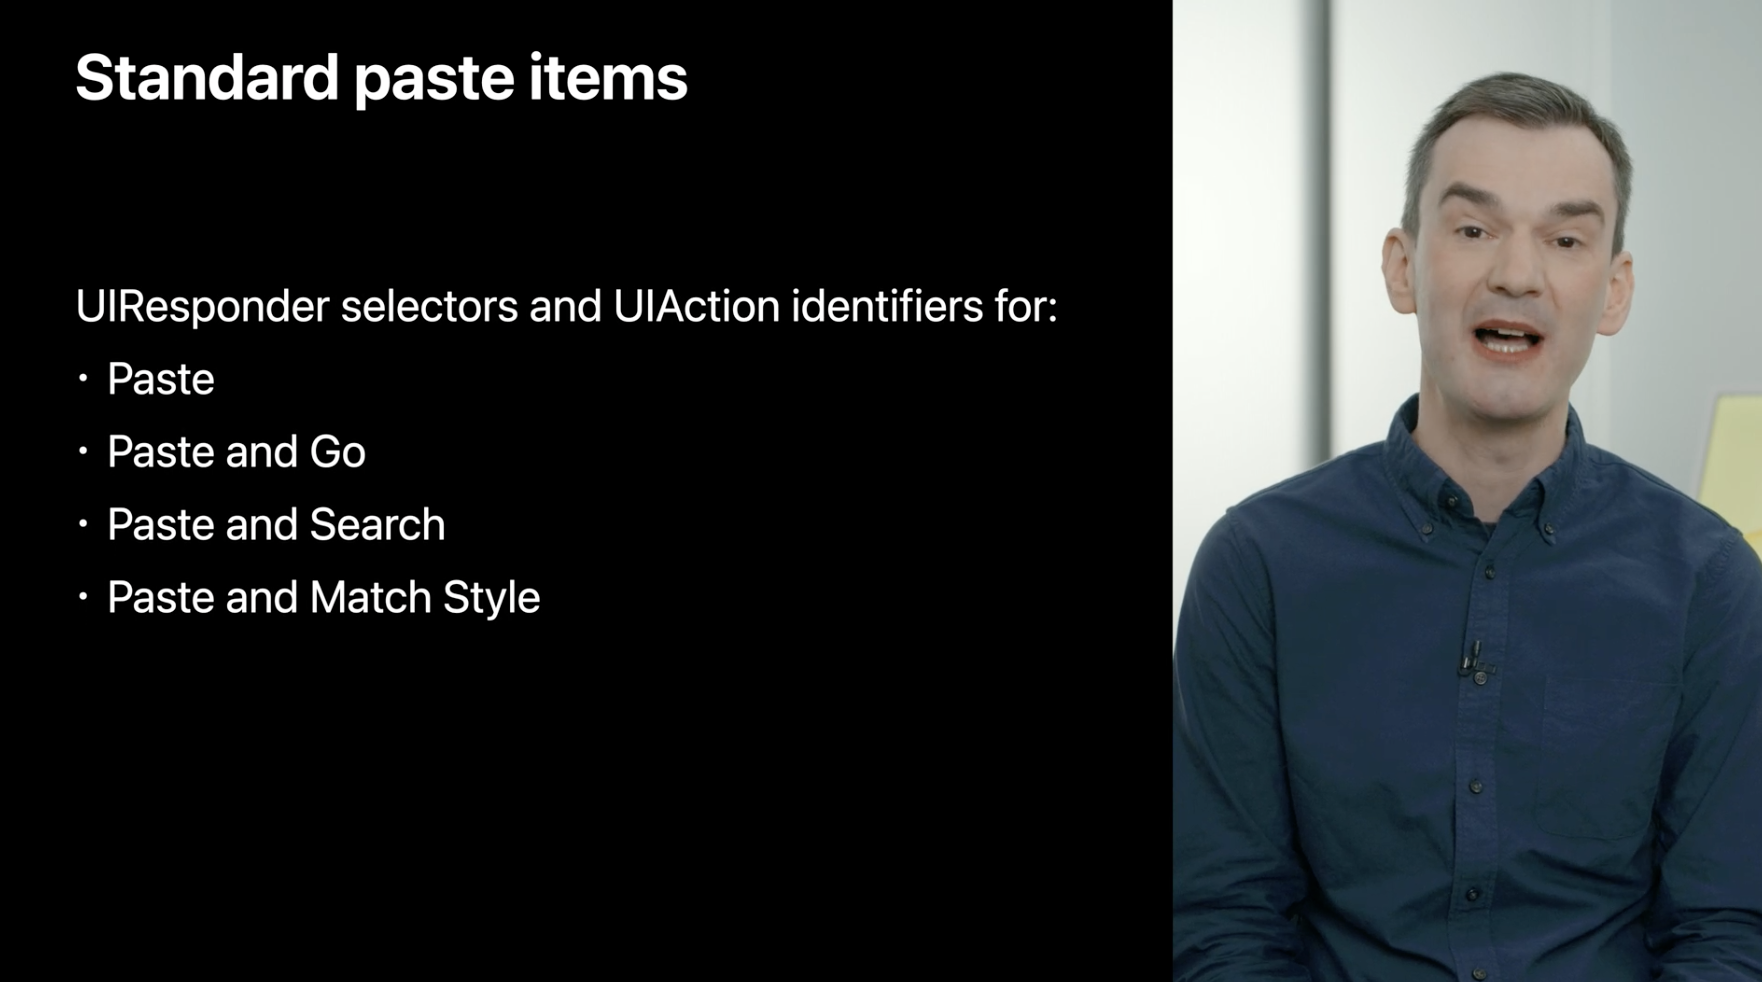 Standard paste items
UIResponder selectors and UIAction identifiers for:
• Paste
• Paste and Go
• Paste and Search
• Paste and Match Style